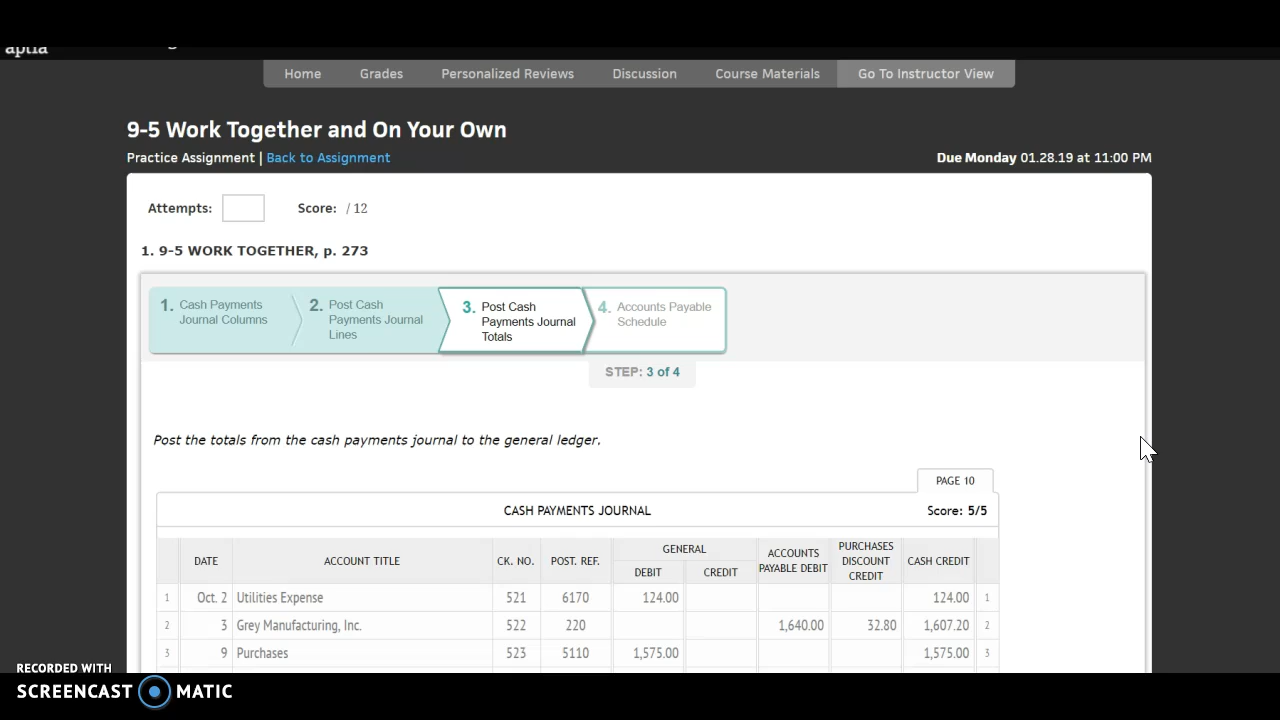 aplia
Home Grades Personalized Reviews Discussion Course Materials Go To Instructor View
9-5 Work Together and On Your Own
Practice Assignment | Back to Assignment Due Monday 01.28.19 at 11:00 PM
Attempts: Score: / 12
1. 9-5 WORK TOGETHER, p. 273
1. Cash Payments Journal Columns
2. Post Cash Payments Journal Lines
3. Post Cash Payments Journal Totals
4. Accounts Payable Schedule
STEP: 3 of 4
Post the totals from the cash payments journal to the general ledger.
PAGE 10
CASH PAYMENTS JOURNAL Score: 5/5
DATE ACCOUNT TITLE CK. NO. POST. REF. GENERAL DEBIT CREDIT ACCOUNTS PAYABLE DEBIT PURCHASES DISCOUNT CREDIT CASH CREDIT
1 Oct. 2 Utilities Expense 521 6170 124.00 124.00 1
2 3 Grey Manufacturing, Inc. 522 220 1,640.00 32.80 1,607.20 2
3 9 Purchases 523 5110 1,575.00 1,575.00 3
RECORDED WITH
SCREENCAST MATIC